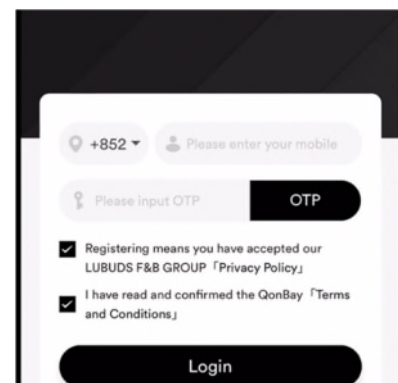 +852 Please enter your mobile
Please input OTP OTP
Registering means you have accepted our
LUBUDS F&B GROUP「Privacy Policy」
I have read and confirmed the QonBay「Terms
and Conditions」
Login